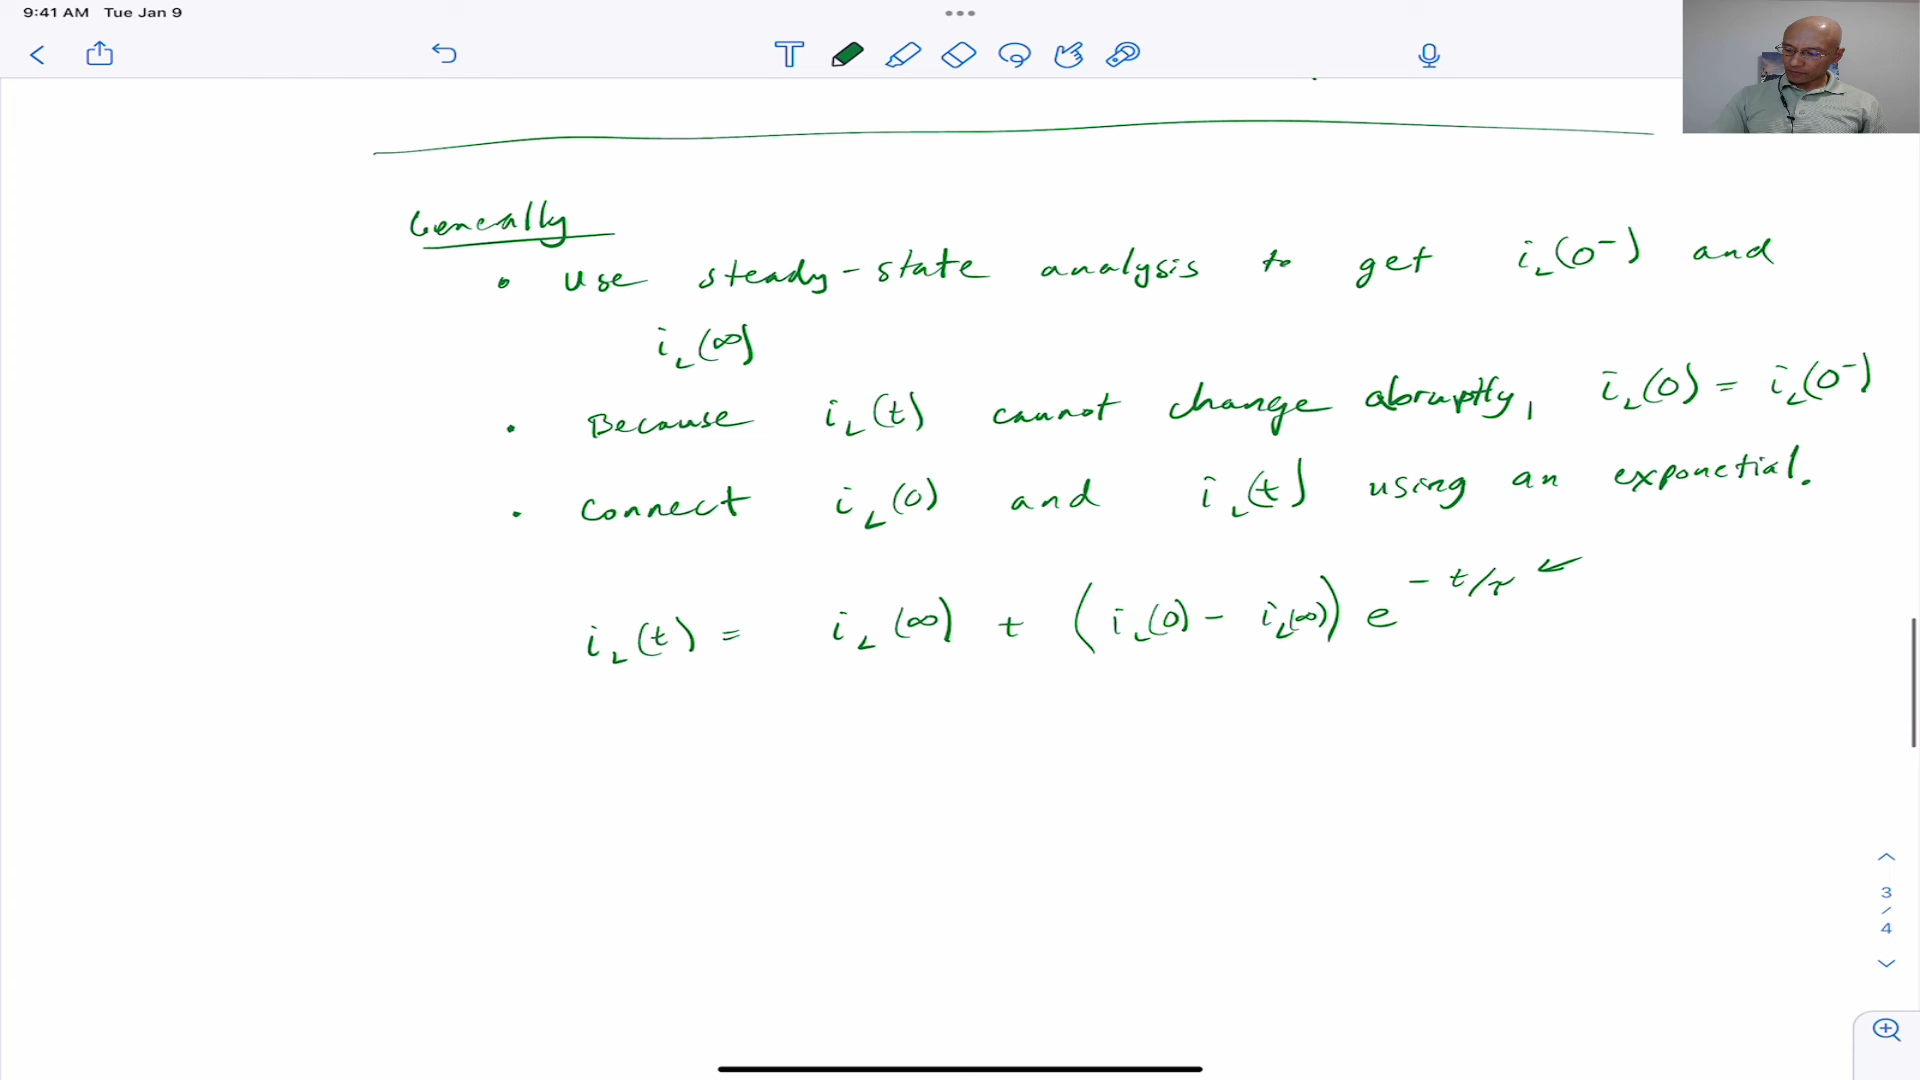 9:41 AM Tue Jan 9
Generally
• Use steady-state analysis to get i_L(0⁻) and
i_L(∞)
• Because i_L(t) cannot change abruptly, i_L(0) = i_L(0⁻)
• Connect i_L(0) and i_L(t) using an exponetial.
i_L(t) = i_L(∞) + (i_L(0) - i_L(∞)) e^{-t/τ} ←
3
/
4